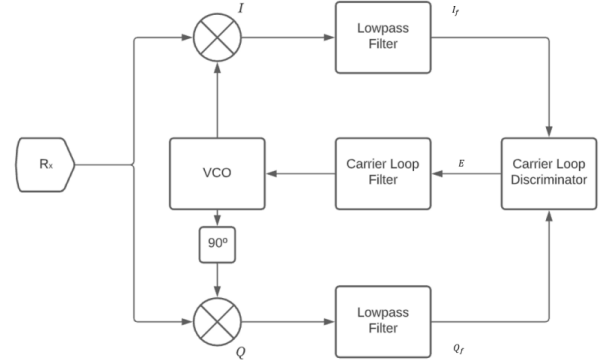 I
Lowpass
Filter
I_f
Rx
VCO
Carrier Loop
Filter
E
Carrier Loop
Discriminator
90º
Q
Lowpass
Filter
Q_f